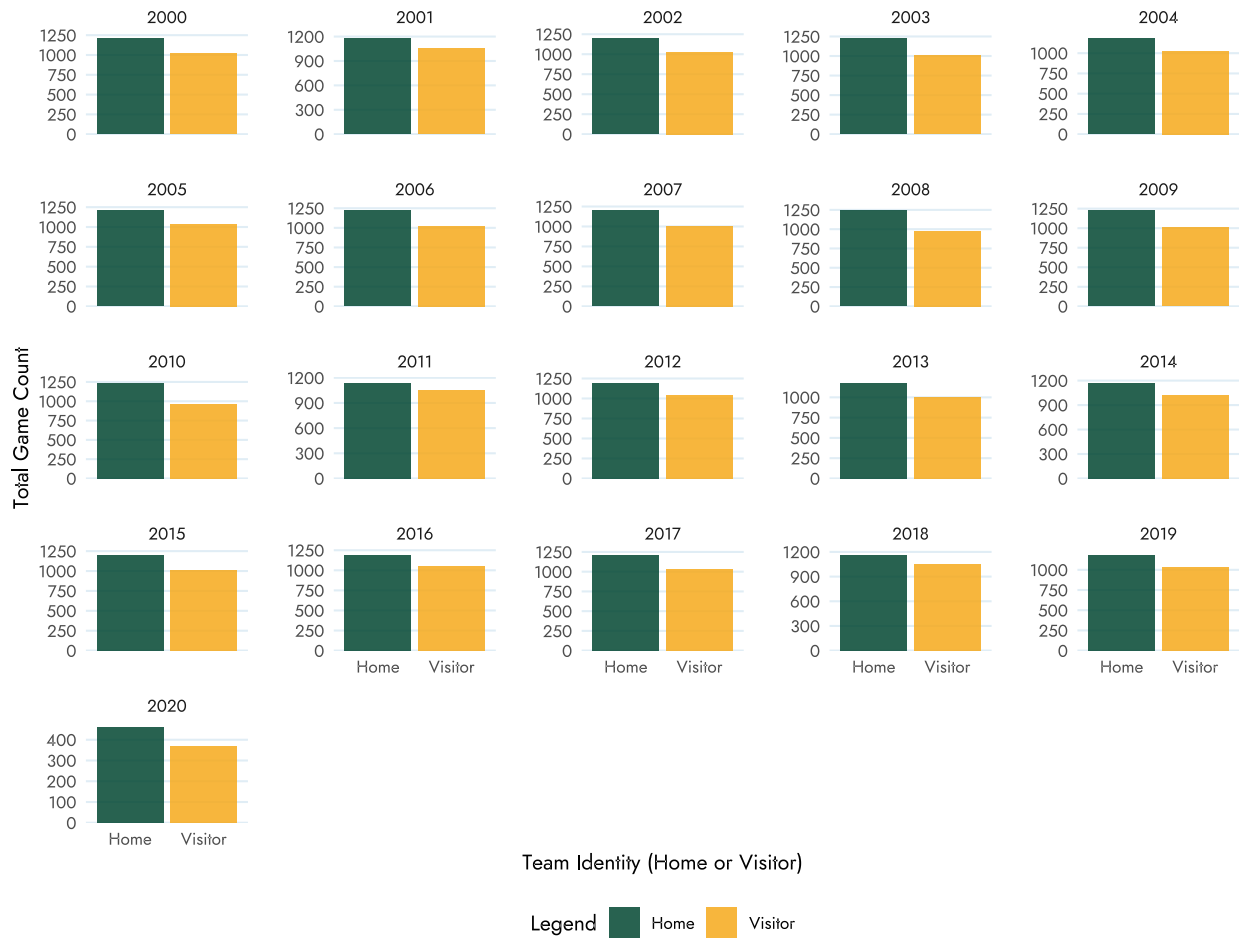 2000 2001 2002 2003 2004
1250 1200 1250 1250 1000
1000 900 1000 1000 750
750 600 750 750 500
500 300 500 500 250
250 0 250 250 0
0 0 0
2005 2006 2007 2008 2009
1250 1250 1250 1250 1250
1000 1000 1000 1000 1000
750 750 750 750 750
500 500 500 500 500
250 250 250 250 250
0 0 0 0 0
Total Game Count
2010 2011 2012 2013 2014
1250 1200 1250 1000 1200
1000 900 1000 750 900
750 600 750 500 600
500 300 500 250 300
250 0 250 0 0
0 0
2015 2016 2017 2018 2019
1250 1250 1250 1200 1000
1000 1000 1000 900 750
750 750 750 600 500
500 500 500 300 250
250 250 250 0 0
0 0 0
Home Visitor Home Visitor Home Visitor Home Visitor
2020
400
300
200
100
0
Home Visitor
Team Identity (Home or Visitor)
Legend Home Visitor